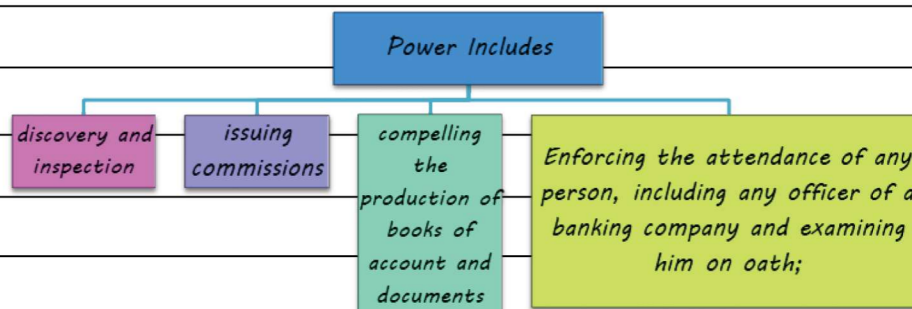 Power Includes
discovery and
inspection
issuing
commissions
compelling
the
production of
books of
account and
documents
Enforcing the attendance of any
person, including any officer of a
banking company and examining
him on oath;